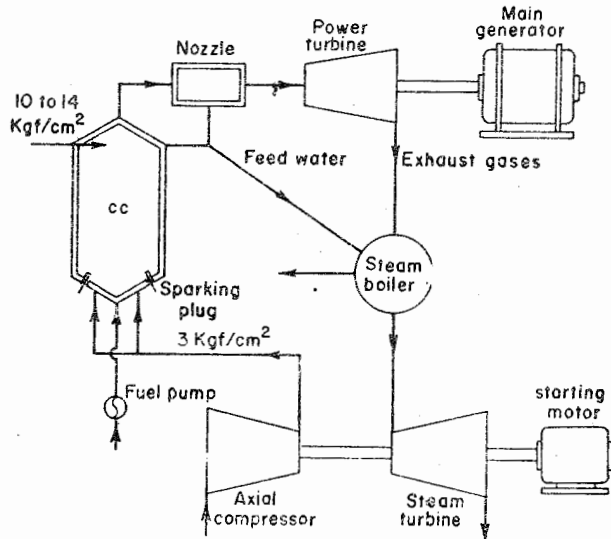 Main
generator
Power
turbine
Nozzle
10 to 14
Kgf/cm²
Feed water
Exhaust gases
cc
Steam
boiler
Sparking
plug
3 Kgf/cm²
Fuel pump
starting
motor
Axial
compressor
Steam
turbine